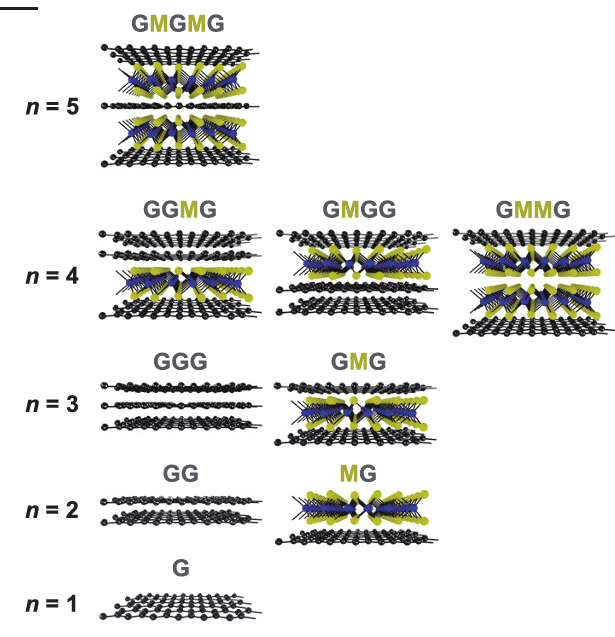 GMGMG
n = 5
GGMG GMGG GMMG
n = 4
GGG GMG
n = 3
GG MG
n = 2
G
n = 1